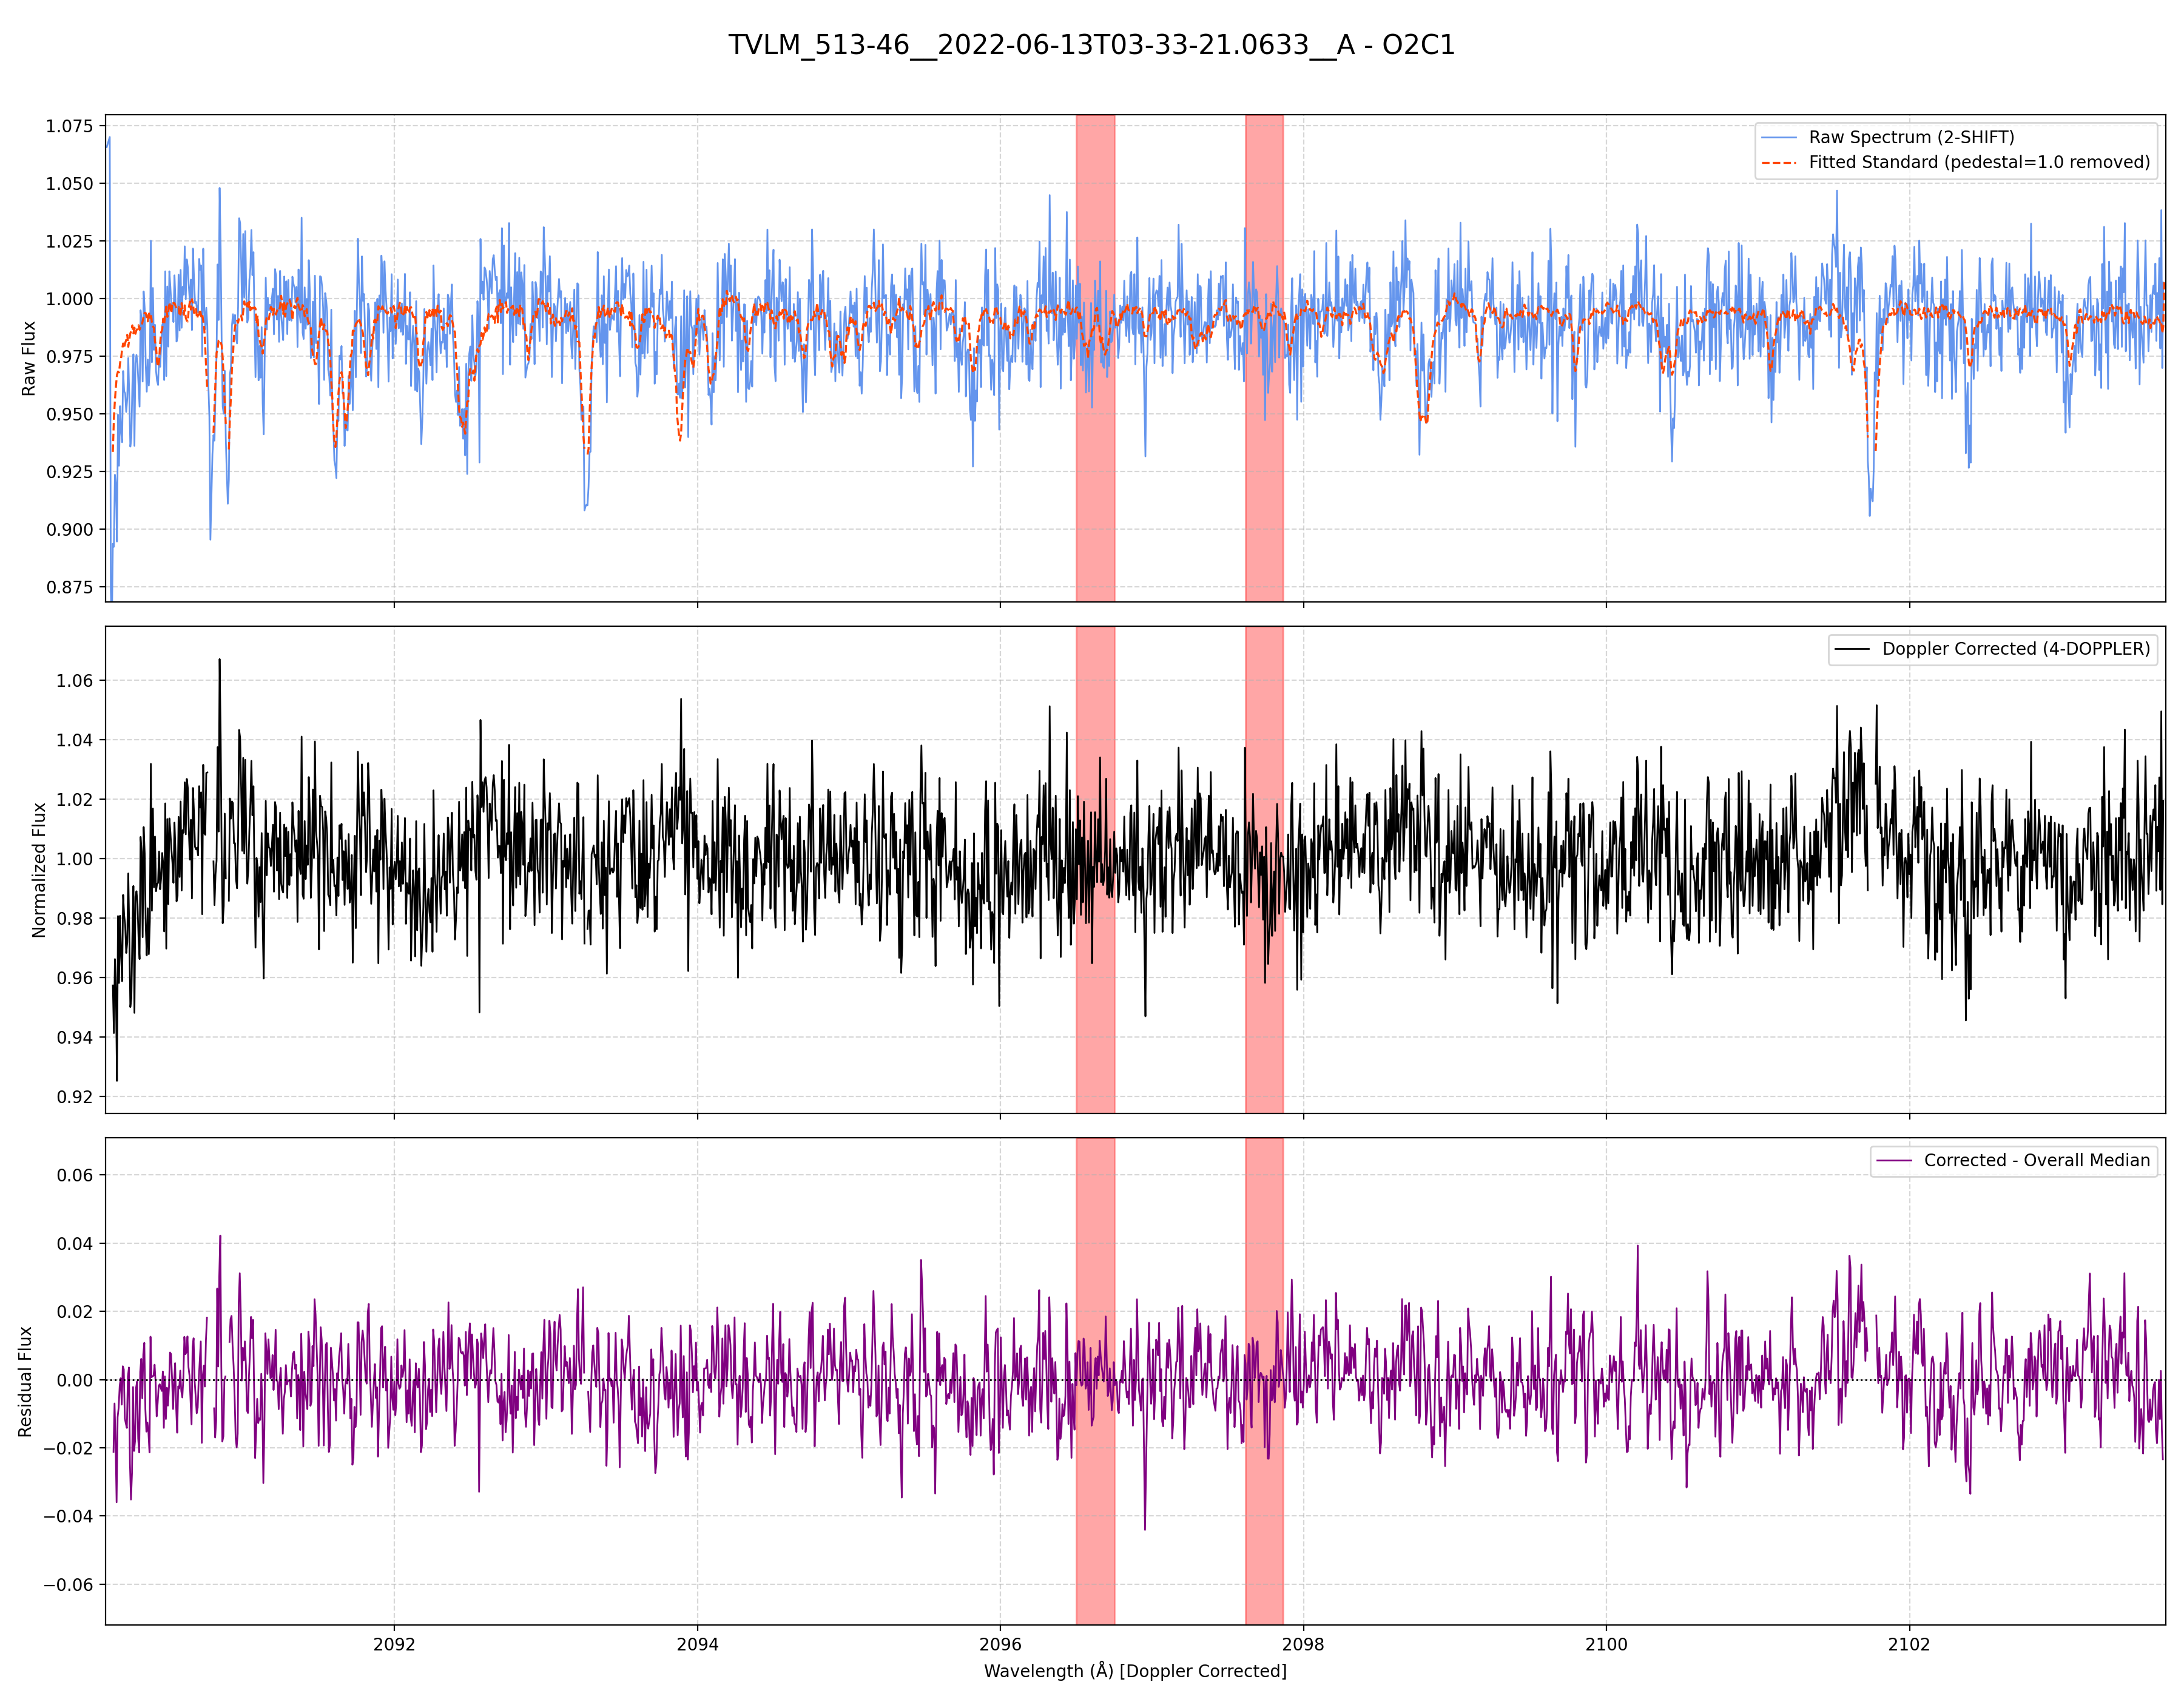 TVLM_513-46__2022-06-13T03-33-21.0633__A - O2C1
Raw Flux
1.075
1.050
1.025
1.000
0.975
0.950
0.925
0.900
0.875
Raw Spectrum (2-SHIFT)
Fitted Standard (pedestal=1.0 removed)
Normalized Flux
1.06
1.04
1.02
1.00
0.98
0.96
0.94
0.92
Doppler Corrected (4-DOPPLER)
Residual Flux
0.06
0.04
0.02
0.00
−0.02
−0.04
−0.06
Corrected - Overall Median
2092 2094 2096 2098 2100 2102
Wavelength (Å) [Doppler Corrected]